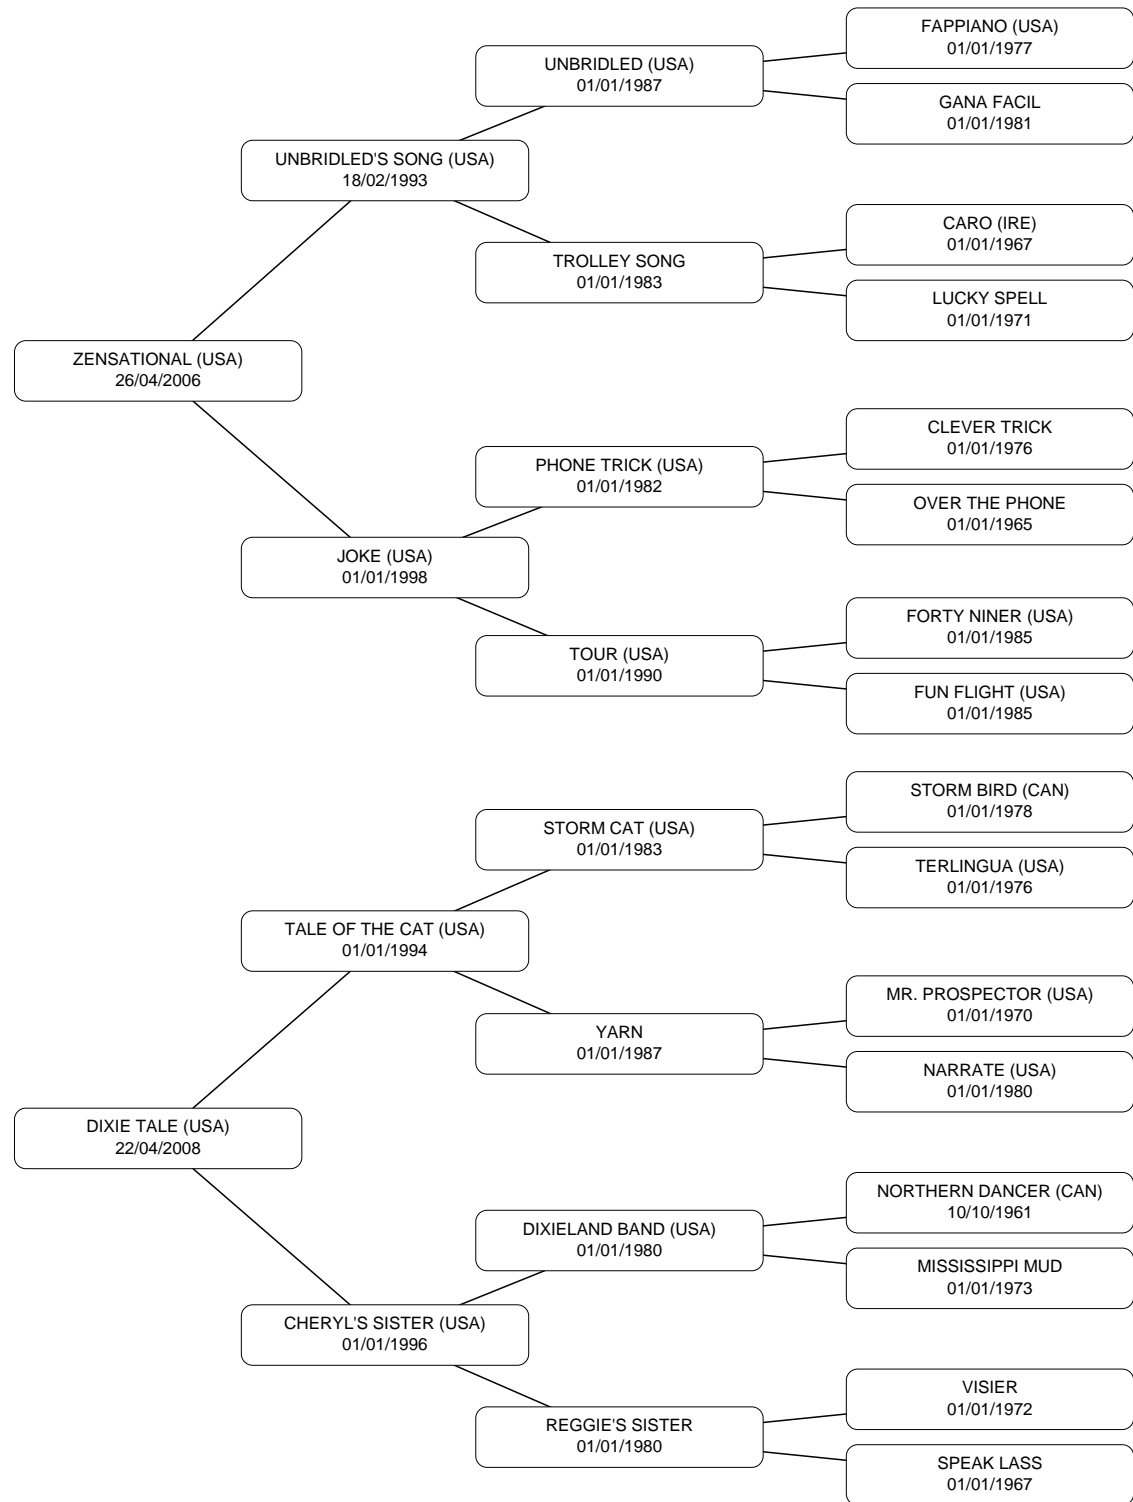 FAPPIANO (USA)
01/01/1977
UNBRIDLED (USA)
01/01/1987
GANA FACIL
01/01/1981
UNBRIDLED'S SONG (USA)
18/02/1993
CARO (IRE)
01/01/1967
TROLLEY SONG
01/01/1983
LUCKY SPELL
01/01/1971
ZENSATIONAL (USA)
26/04/2006
CLEVER TRICK
01/01/1976
PHONE TRICK (USA)
01/01/1982
OVER THE PHONE
01/01/1965
JOKE (USA)
01/01/1998
FORTY NINER (USA)
01/01/1985
TOUR (USA)
01/01/1990
FUN FLIGHT (USA)
01/01/1985
STORM BIRD (CAN)
01/01/1978
STORM CAT (USA)
01/01/1983
TERLINGUA (USA)
01/01/1976
TALE OF THE CAT (USA)
01/01/1994
MR. PROSPECTOR (USA)
01/01/1970
YARN
01/01/1987
NARRATE (USA)
01/01/1980
DIXIE TALE (USA)
22/04/2008
NORTHERN DANCER (CAN)
10/10/1961
DIXIELAND BAND (USA)
01/01/1980
MISSISSIPPI MUD
01/01/1973
CHERYL'S SISTER (USA)
01/01/1996
VISIER
01/01/1972
REGGIE'S SISTER
01/01/1980
SPEAK LASS
01/01/1967